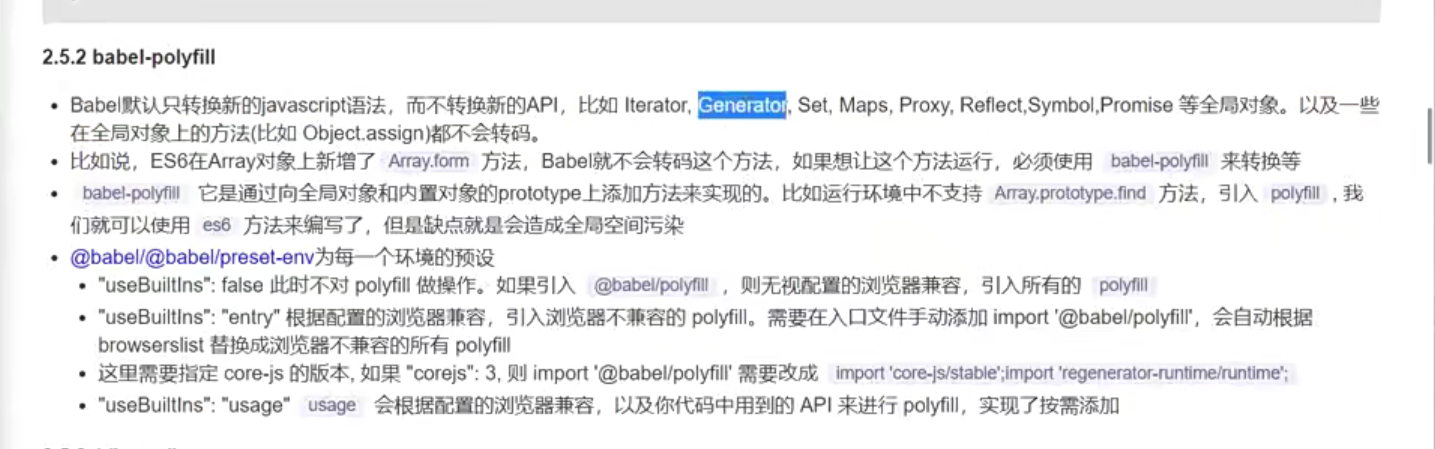 2.5.2 babel-polyfill
Babel默认只转换新的javascript语法，而不转换新的API，比如 Iterator, Generator, Set, Maps, Proxy, Reflect,Symbol,Promise 等全局对象。以及一些
在全局对象上的方法(比如 Object.assign)都不会转码。
比如说，ES6在Array对象上新增了 Array.form 方法，Babel就不会转码这个方法，如果想让这个方法运行，必须使用 babel-polyfill 来转换等
babel-polyfill 它是通过向全局对象和内置对象的prototype上添加方法来实现的。比如运行环境中不支持 Array.prototype.find 方法，引入 polyfill , 我
们就可以使用 es6 方法来编写了，但是缺点就是会造成全局空间污染
@babel/@babel/preset-env为每一个环境的预设
"useBuiltIns": false 此时不对 polyfill 做操作。如果引入 @babel/polyfill ，则无视配置的浏览器兼容，引入所有的 polyfill
"useBuiltIns": "entry" 根据配置的浏览器兼容，引入浏览器不兼容的 polyfill。需要在入口文件手动添加 import '@babel/polyfill'，会自动根据
browserslist 替换成浏览器不兼容的所有 polyfill
这里需要指定 core-js 的版本, 如果 "corejs": 3, 则 import '@babel/polyfill' 需要改成 import 'core-js/stable';import 'regenerator-runtime/runtime';
"useBuiltIns": "usage" usage 会根据配置的浏览器兼容，以及你代码中用到的 API 来进行 polyfill，实现了按需添加